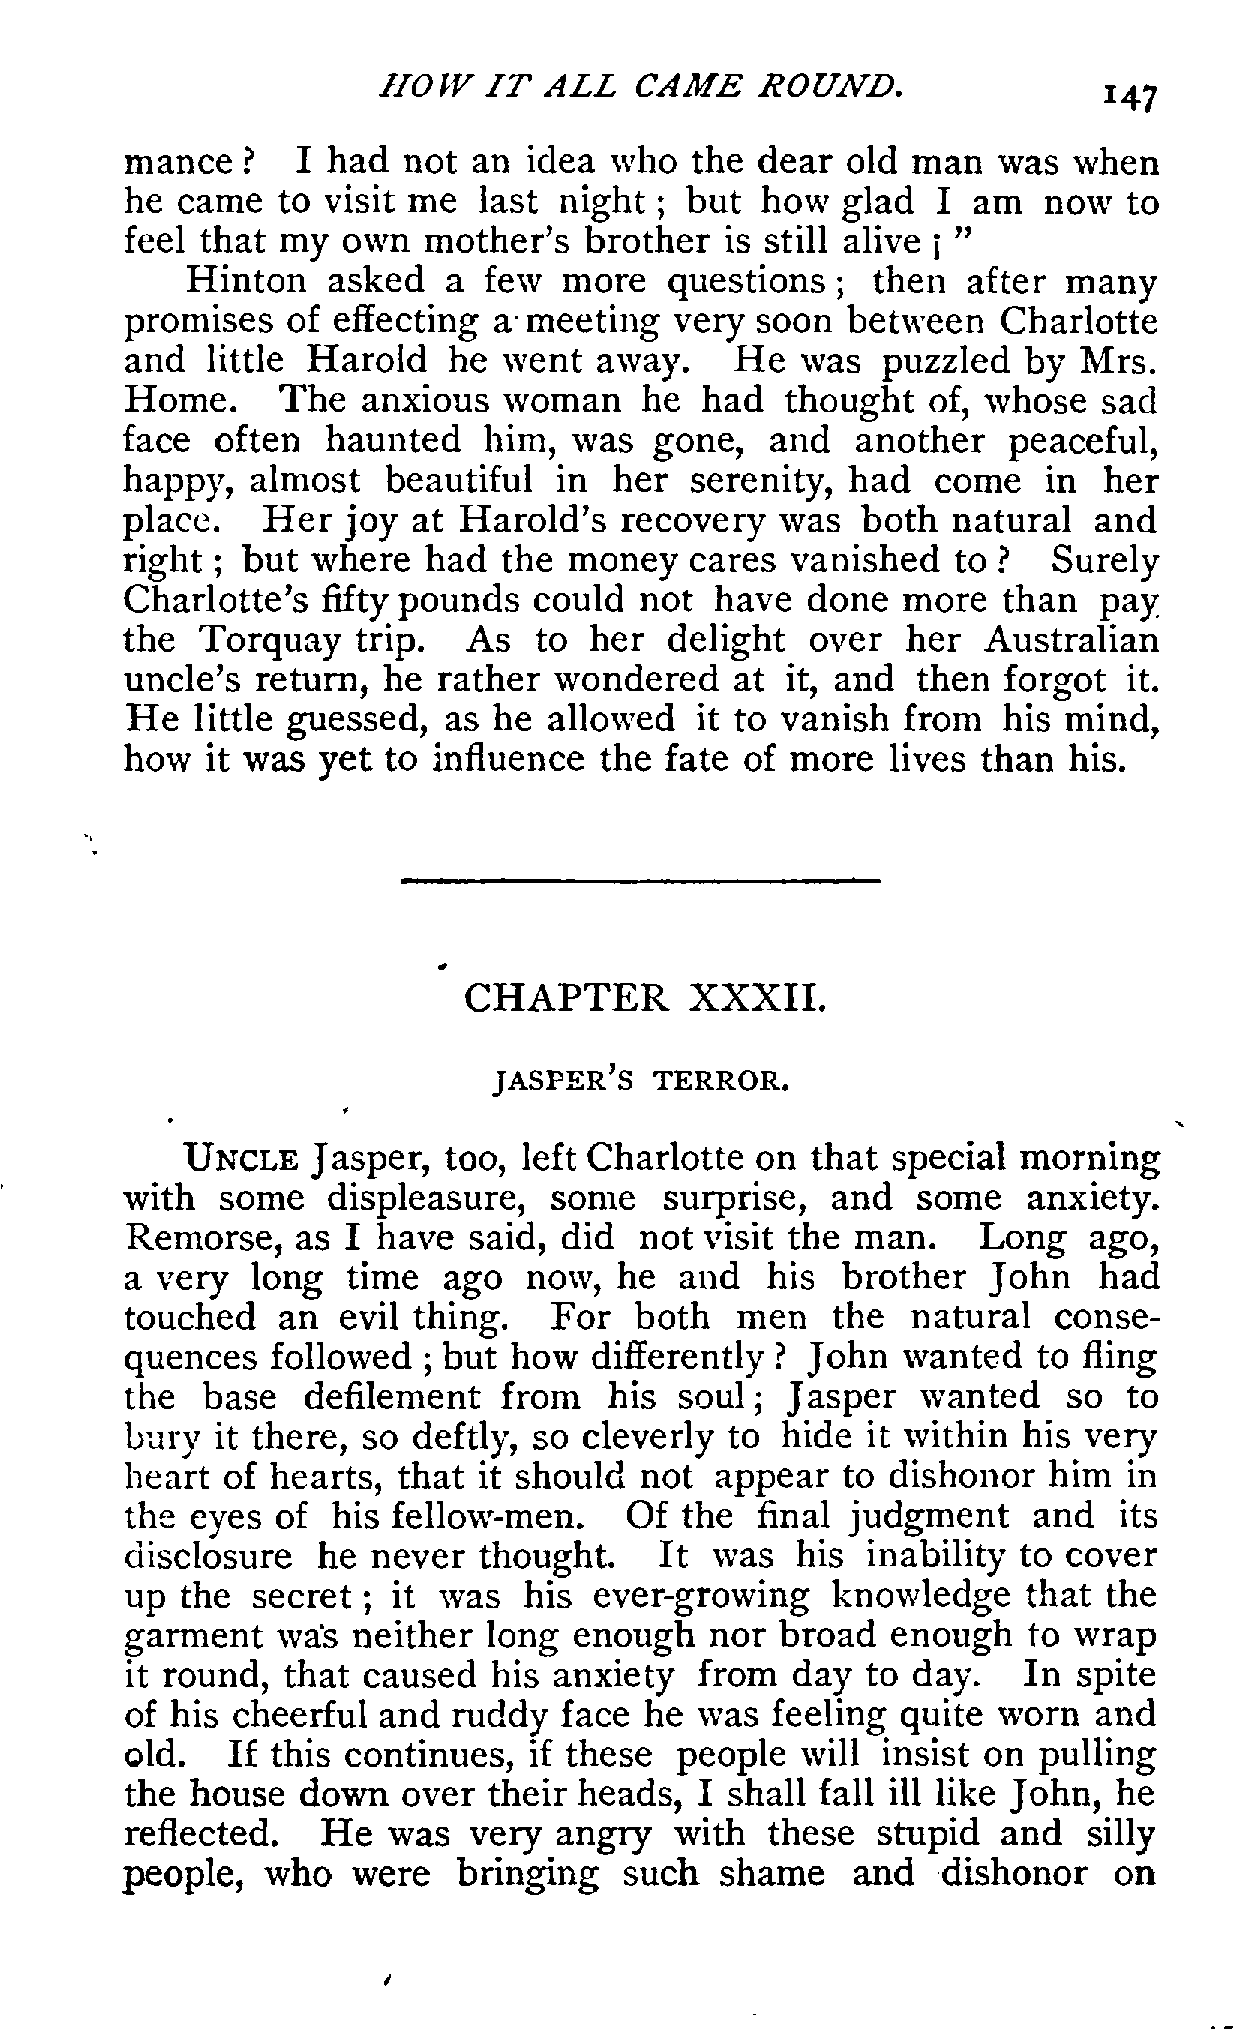 HOW IT ALL CAME ROUND. 147
mance ? I had not an idea who the dear old man was when
he came to visit me last night ; but how glad I am now to
feel that my own mother's brother is still alive ¡ "
Hinton asked a few more questions ; then after many
promises of effecting a meeting very soon between Charlotte
and little Harold he went away. He was puzzled by Mrs.
Home. The anxious woman he had thought of, whose sad
face often haunted him, was gone, and another peaceful,
happy, almost beautiful in her serenity, had come in her
place. Her joy at Harold's recovery was both natural and
right ; but where had the money cares vanished to ? Surely
Charlotte's fifty pounds could not have done more than pay
the Torquay trip. As to her delight over her Australian
uncle's return, he rather wondered at it, and then forgot it.
He little guessed, as he allowed it to vanish from his mind,
how it was yet to influence the fate of more lives than his.
CHAPTER XXXII.
JASPER'S TERROR.
UNCLE Jasper, too, left Charlotte on that special morning
with some displeasure, some surprise, and some anxiety.
Remorse, as I have said, did not visit the man. Long ago,
a very long time ago now, he and his brother John had
touched an evil thing. For both men the natural conse-
quences followed ; but how differently ? John wanted to fling
the base defilement from his soul ; Jasper wanted so to
bury it there, so deftly, so cleverly to hide it within his very
heart of hearts, that it should not appear to dishonor him in
the eyes of his fellow-men. Of the final judgment and its
disclosure he never thought. It was his inability to cover
up the secret ; it was his ever-growing knowledge that the
garment was neither long enough nor broad enough to wrap
it round, that caused his anxiety from day to day. In spite
of his cheerful and ruddy face he was feeling quite worn and
old. If this continues, if these people will insist on pulling
the house down over their heads, I shall fall ill like John, he
reflected. He was very angry with these stupid and silly
people, who were bringing such shame and dishonor on